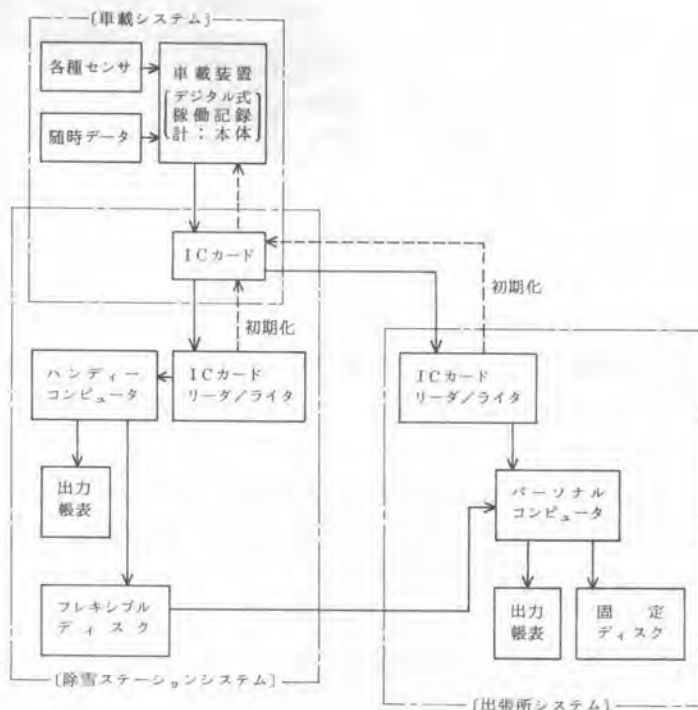 〔車載システム〕
各種センサ
車載装置
デジタル式
稼働記録
計：本体
随時データ
ICカード
初期化
初期化
ハンディー
コンピュータ
ICカード
リーダ/ライタ
ICカード
リーダ/ライタ
出力
帳表
パーソナル
コンピュータ
フレキシブル
ディスク
出力
帳表
固定
ディスク
〔除雪ステーションシステム〕
〔出張所システム〕